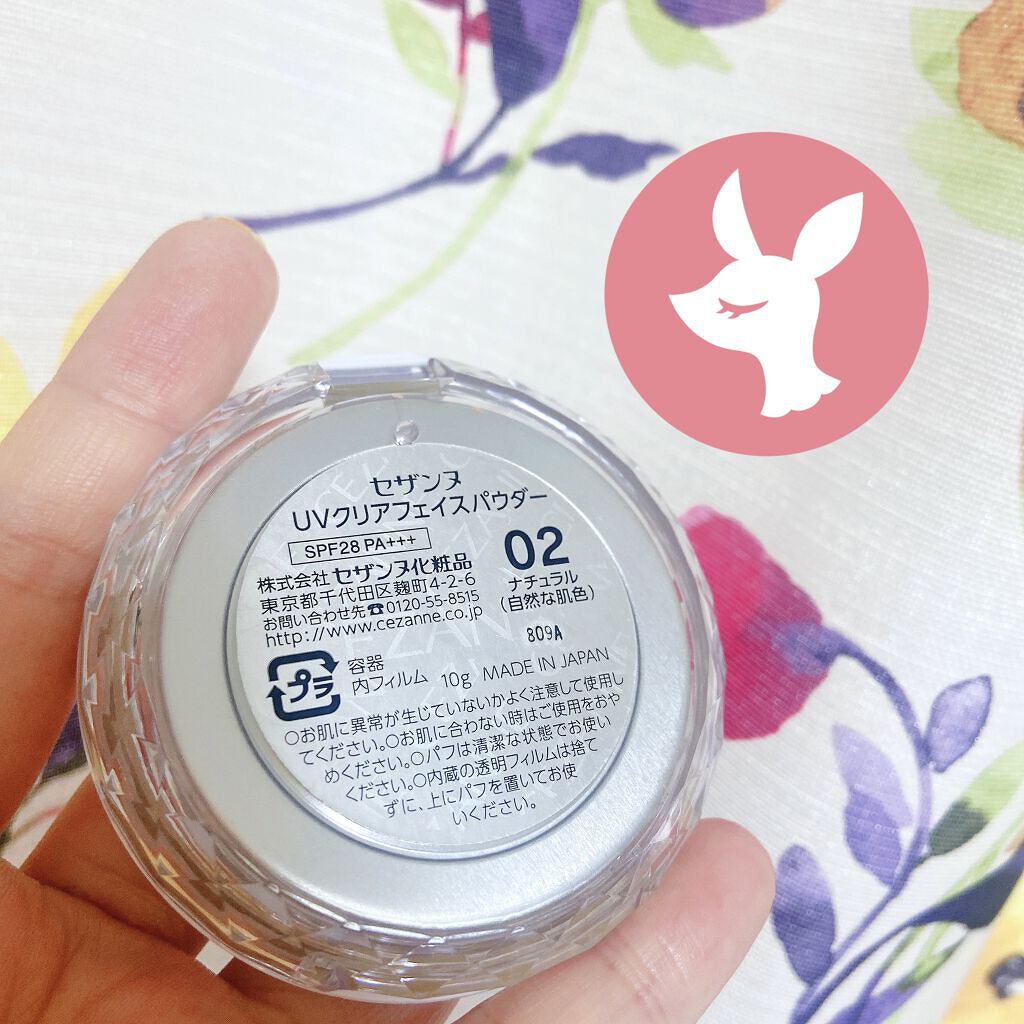 セザンヌ
UVクリアフェイスパウダー
SPF28 PA+++
02
ナチュラル
(自然な肌色)
株式会社 セザンヌ化粧品
東京都千代田区麹町4-2-6
お問い合わせ先☎0120-55-8515
http://www.cezanne.co.jp
809A
プラ
容器
内フィルム
10g MADE IN JAPAN
○お肌に異常が生じていないかよく注意して使用し
てください。○お肌に合わない時はご使用をおや
めください。○パフは清潔な状態でお使い
ください。○内蔵の透明フィルムは捨て
ずに、上にパフを置いてお使
いください。